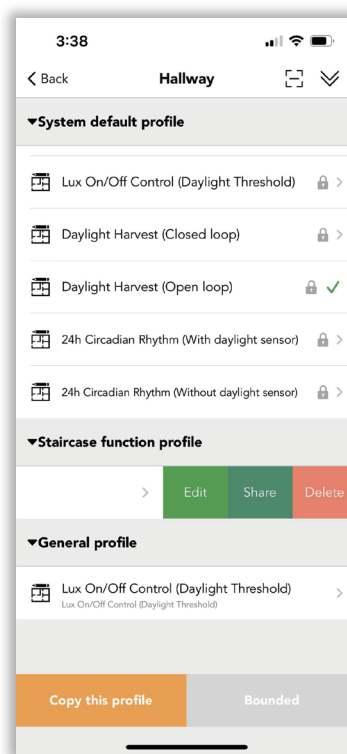 3:38
Back
Hallway
▼System default profile
Lux On/Off Control (Daylight Threshold)
Daylight Harvest (Closed loop)
Daylight Harvest (Open loop)
24h Circadian Rhythm (With daylight sensor)
24h Circadian Rhythm (Without daylight sensor)
▼Staircase function profile
Edit Share Delete
▼General profile
Lux On/Off Control (Daylight Threshold)
Lux On/Off Control (Daylight Threshold)
Copy this profile Bounded